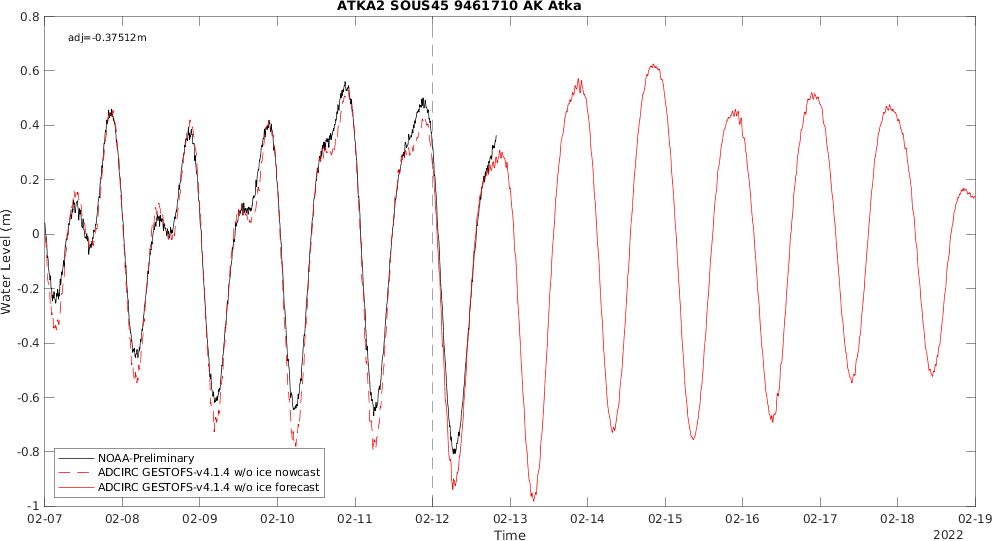 ATKA2 SOUS45 9461710 AK Atka
adj=-0.37512m
0.8
0.6
0.4
0.2
0
-0.2
-0.4
-0.6
-0.8
-1
Water Level (m)
NOAA-Preliminary
ADCIRC GESTOFS-v4.1.4 w/o ice nowcast
ADCIRC GESTOFS-v4.1.4 w/o ice forecast
02-07 02-08 02-09 02-10 02-11 02-12 02-13 02-14 02-15 02-16 02-17 02-18 02-19
Time
2022